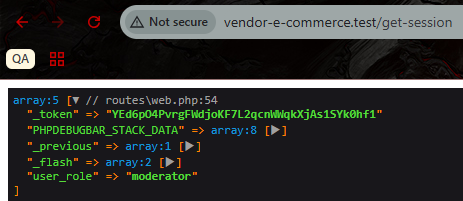 Not secure
vendor-e-commerce.test/get-session
QA
array:5 [▼ // routes\web.php:54
"_token" => "YEd6pO4PvrgFWdjoKF7L2qcnWWqkXjAs1SYk0hf1"
"PHPDEBUGBAR_STACK_DATA" => array:8 [▶]
"_previous" => array:1 [▶]
"_flash" => array:2 [▶]
"user_role" => "moderator"
]